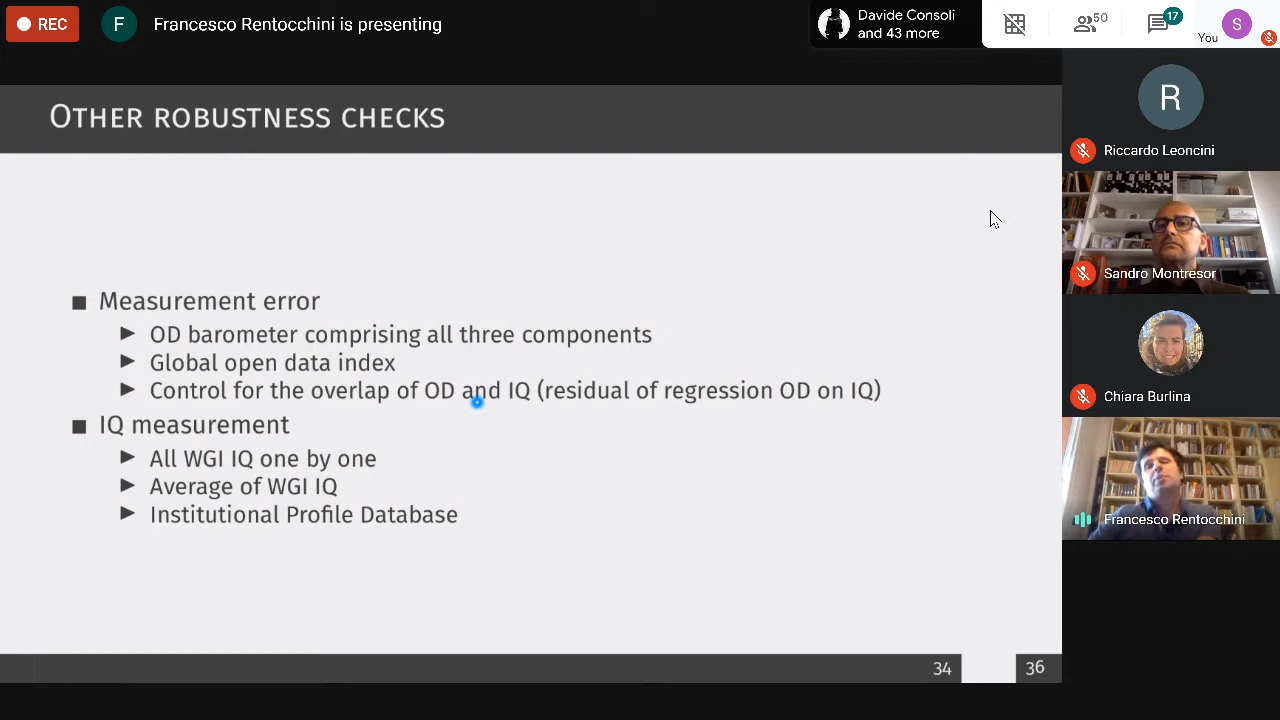 REC
F
Francesco Rentocchini is presenting
Davide Consoli
and 43 more
50
17
You
S
OTHER ROBUSTNESS CHECKS
R
Riccardo Leoncini
Sandro Montresor
Chiara Burlina
Francesco Rentocchini
■ Measurement error
▶ OD barometer comprising all three components
▶ Global open data index
▶ Control for the overlap of OD and IQ (residual of regression OD on IQ)
■ IQ measurement
▶ All WGI IQ one by one
▶ Average of WGI IQ
▶ Institutional Profile Database
34
36